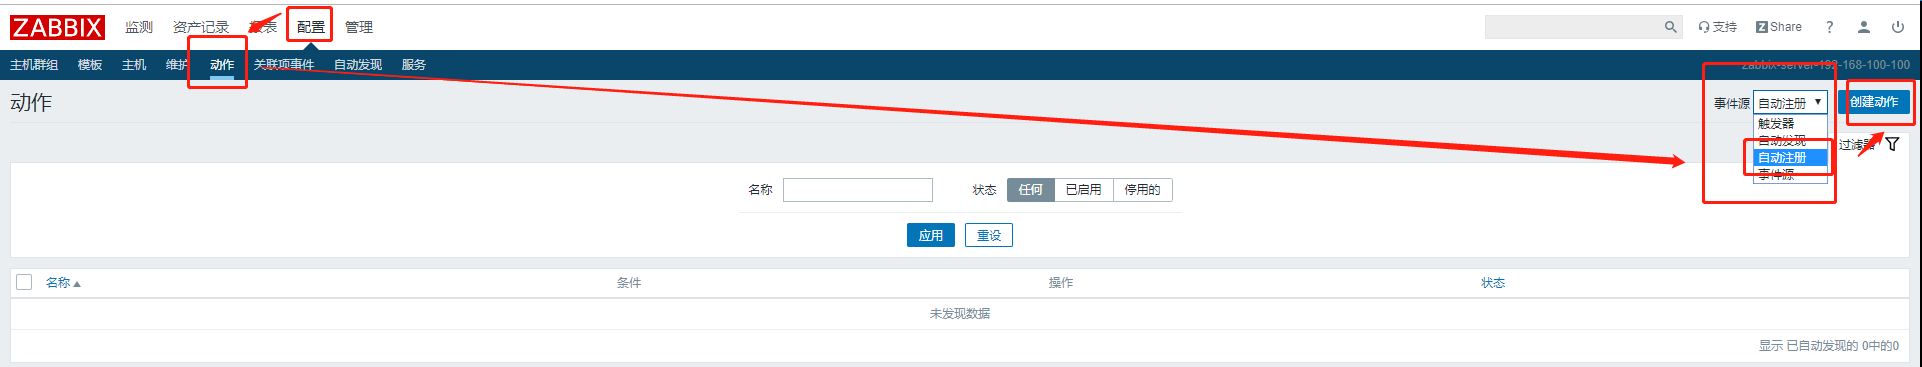 ZABBIX 监测 资产记录 报表 配置 管理 支持 Share ?
主机群组 模板 主机 维护 动作 关联项事件 自动发现 服务 zabbix-server-192-168-100-100
动作 事件源 自动注册 创建动作
触发器
自动发现 过滤器
自动注册
事件源
名称 状态 任何 已启用 停用的
应用 重设
名称 条件 操作 状态
未发现数据
显示 已自动发现的 0中的0